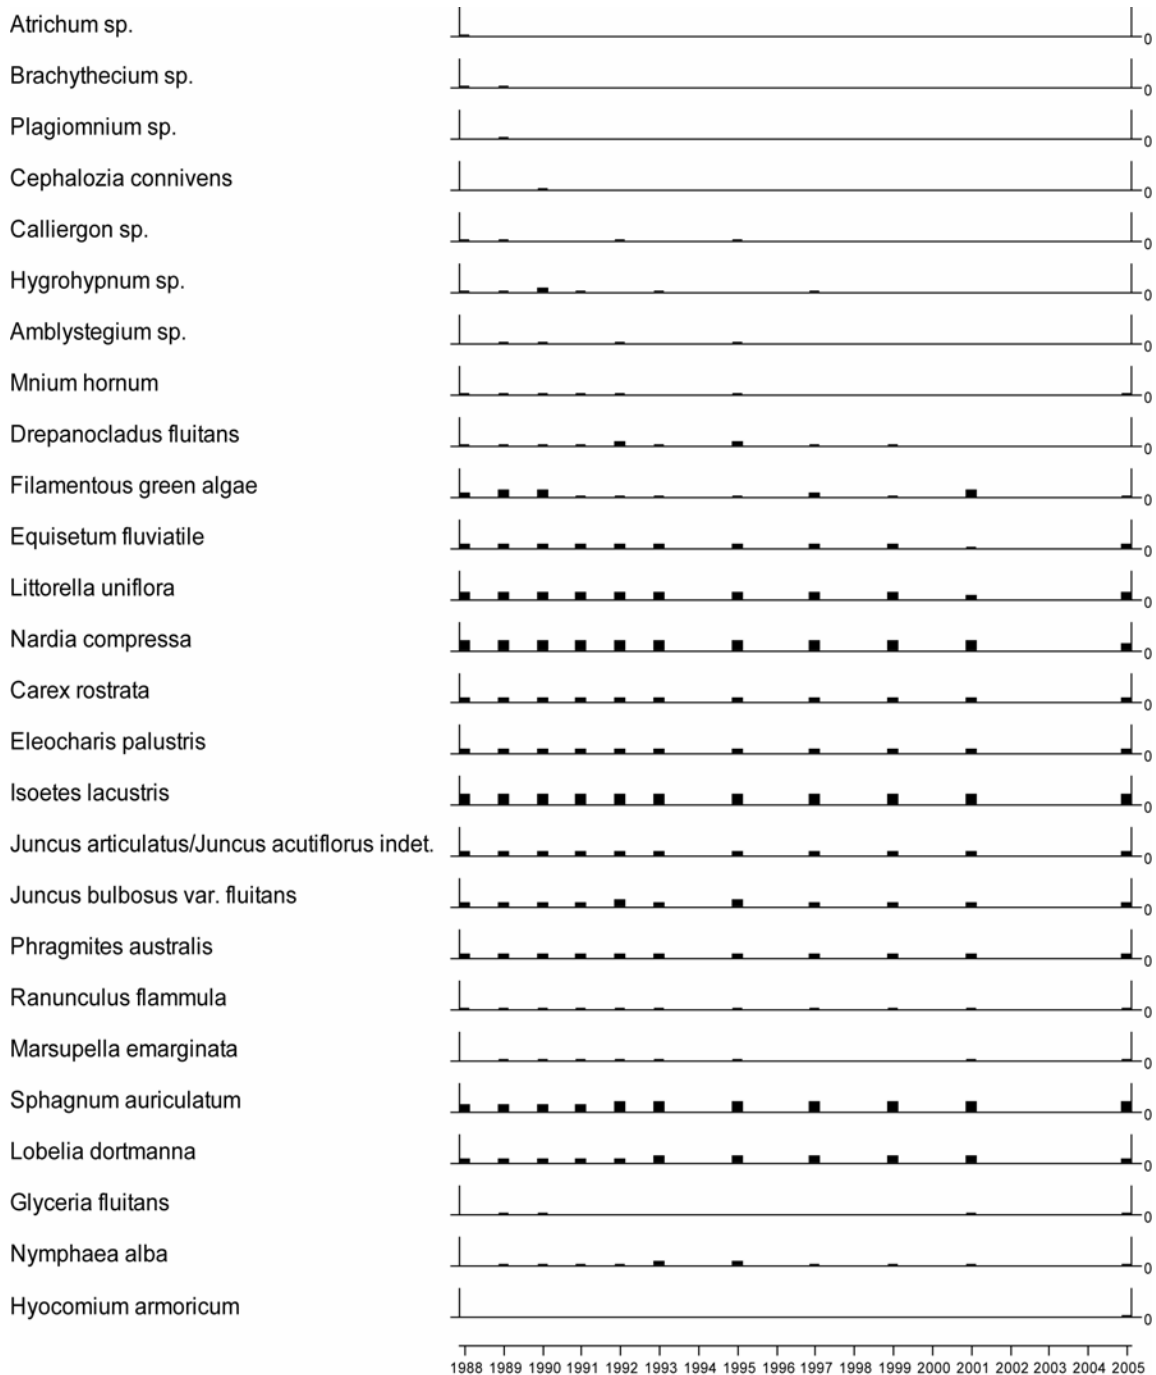 Atrichum sp. 0
Brachythecium sp. 0
Plagiomnium sp. 0
Cephalozia connivens 0
Calliergon sp. 0
Hygrohypnum sp. 0
Amblystegium sp. 0
Mnium hornum 0
Drepanocladus fluitans 0
Filamentous green algae 0
Equisetum fluviatile 0
Littorella uniflora 0
Nardia compressa 0
Carex rostrata 0
Eleocharis palustris 0
Isoetes lacustris 0
Juncus articulatus/Juncus acutiflorus indet. 0
Juncus bulbosus var. fluitans 0
Phragmites australis 0
Ranunculus flammula 0
Marsupella emarginata 0
Sphagnum auriculatum 0
Lobelia dortmanna 0
Glyceria fluitans 0
Nymphaea alba 0
Hyocomium armoricum 0
1988 1989 1990 1991 1992 1993 1994 1995 1996 1997 1998 1999 2000 2001 2002 2003 2004 2005